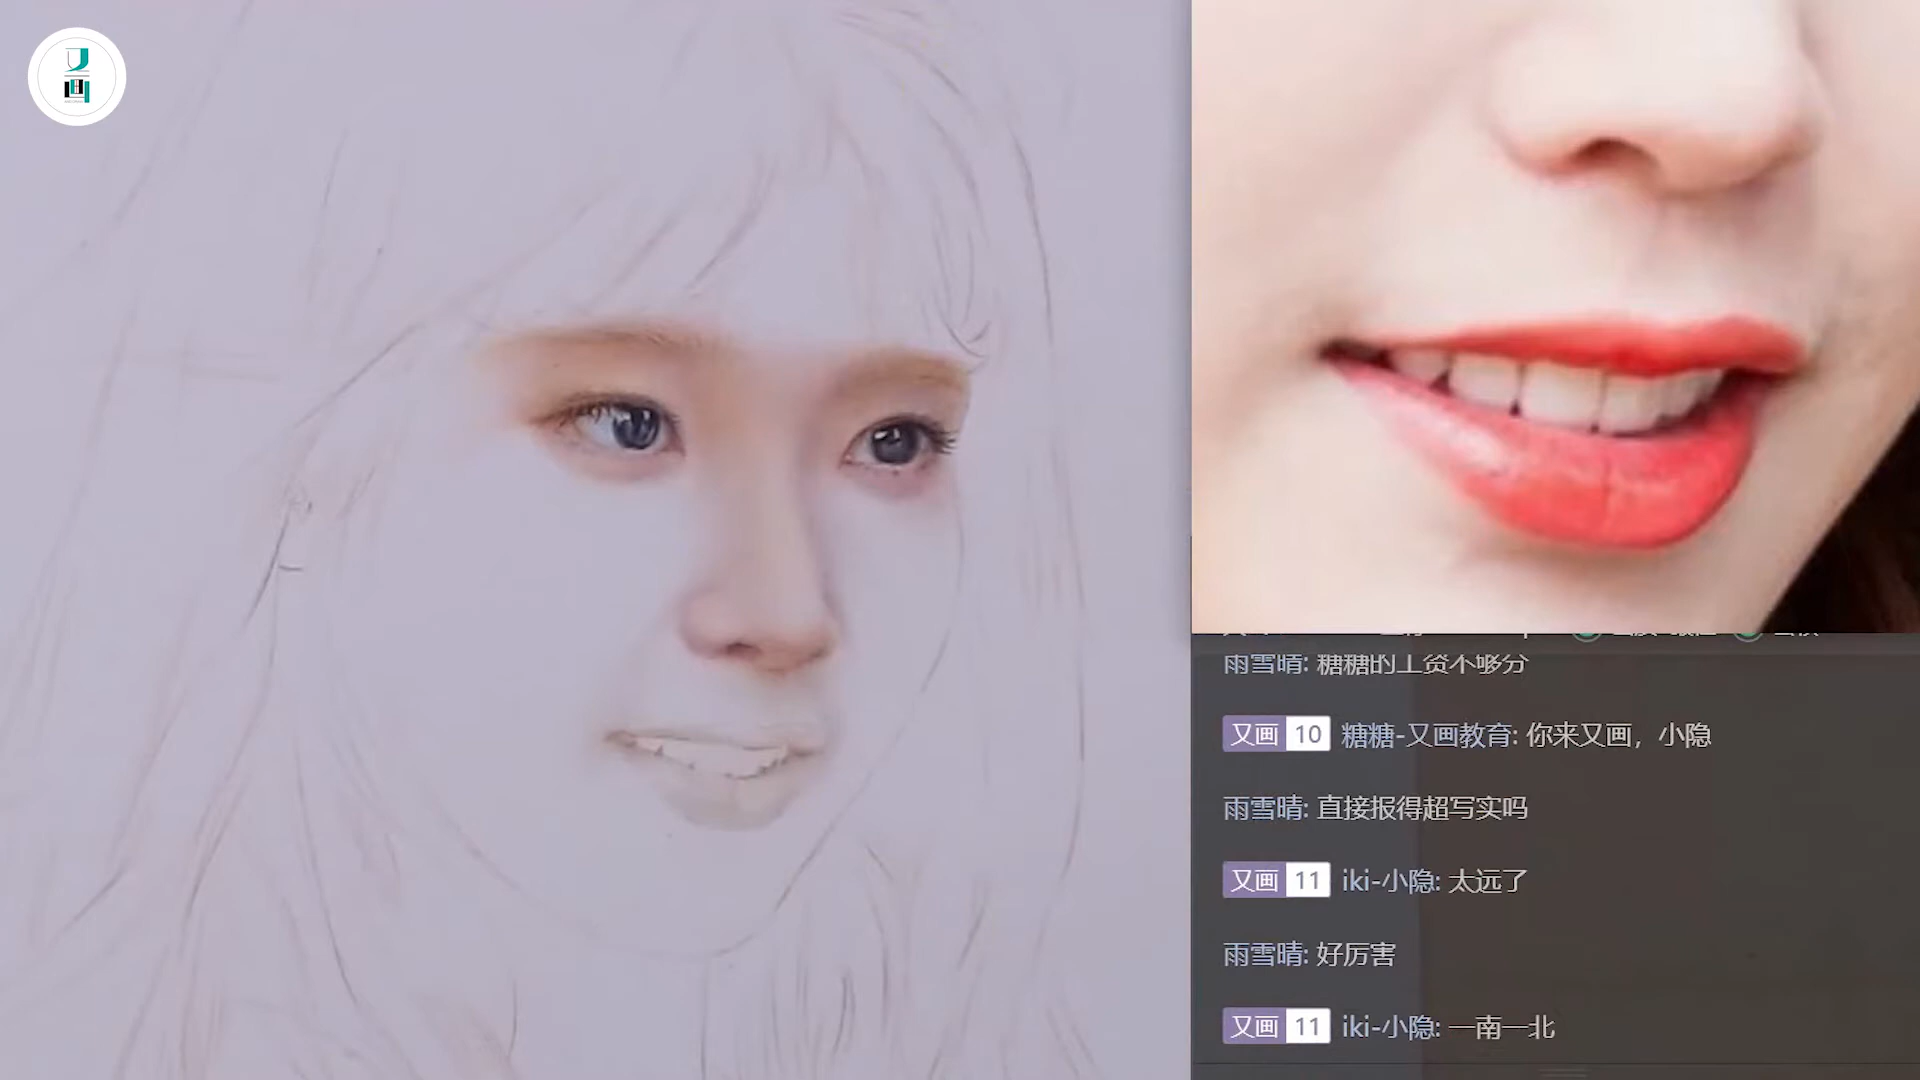 雨雪晴: 糖糖的工资不够分
又画 10 糖糖-又画教育: 你来又画，小隐
雨雪晴: 直接报得超写实吗
又画 11 iki-小隐: 太远了
雨雪晴: 好厉害
又画 11 iki-小隐: 一南一北